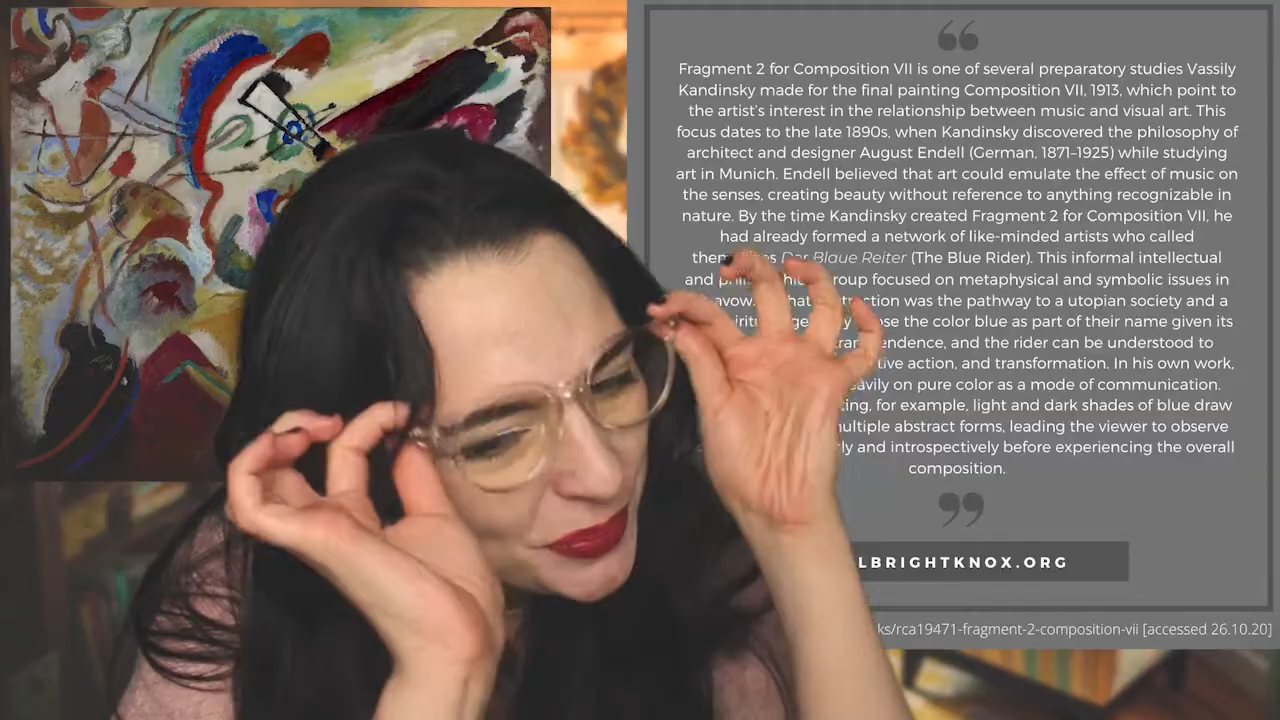 Fragment 2 for Composition VII is one of several preparatory studies Vassily
Kandinsky made for the final painting Composition VII, 1913, which point to
the artist's interest in the relationship between music and visual art. This
focus dates to the late 1890s, when Kandinsky discovered the philosophy of
architect and designer August Endell (German, 1871–1925) while studying
art in Munich. Endell believed that art could emulate the effect of music on
the senses, creating beauty without reference to anything recognizable in
nature. By the time Kandinsky created Fragment 2 for Composition VII, he
had already formed a network of like-minded artists who called
Der Blaue Reiter (The Blue Rider). This informal intellectual
and group focused on metaphysical and symbolic issues in
was the pathway to a utopian society and a
the color blue as part of their name given its
and the rider can be understood to
action, and transformation. In his own work,
on pure color as a mode of communication.
for example, light and dark shades of blue draw
abstract forms, leading the viewer to observe
and introspectively before experiencing the overall
composition.
LBRIGHTKNOX.ORG
ks/rca19471-fragment-2-composition-vii [accessed 26.10.20]